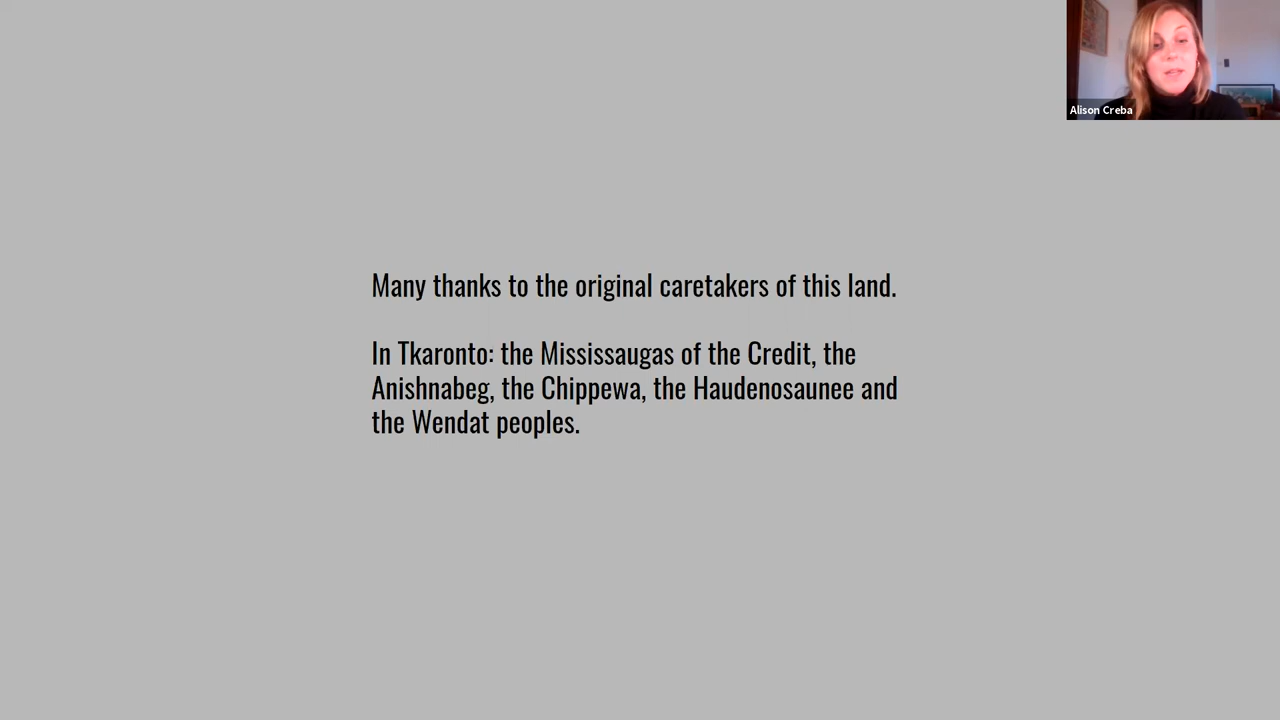 Alison Creba
Many thanks to the original caretakers of this land.
In Tkaronto: the Mississaugas of the Credit, the
Anishnabeg, the Chippewa, the Haudenosaunee and
the Wendat peoples.